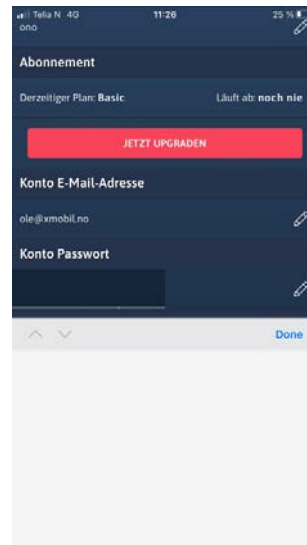 Telia N 4G 11:26 25 %
ono
Abonnement
Derzeitiger Plan: Basic Läuft ab: noch nie
JETZT UPGRADEN
Konto E-Mail-Adresse
ole@xmobil.no
Konto Passwort
Done